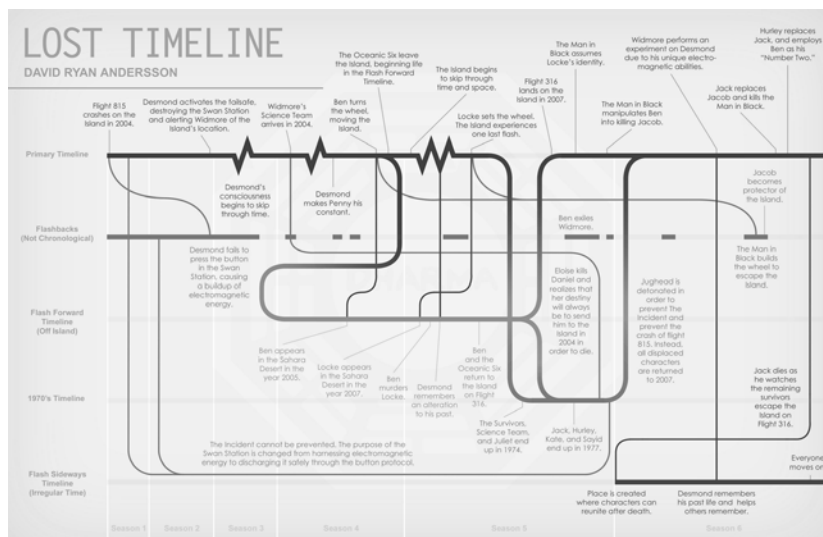 LOST TIMELINE
DAVID RYAN ANDERSSON
Flight 815
crashes on the
Island in 2004.
Desmond activates the failsafe,
destroying the Swan Station
and alerting Widmore of the
Island's location.
Widmore's
Science Team
arrives in 2004.
The Oceanic Six leave
the Island, beginning life
in the Flash Forward
Timeline.
Ben turns
the wheel,
moving the
Island.
The Island begins
to skip through
time and space.
Locke sets the wheel.
The Island experiences
one last flash.
Flight 316
lands on the
Island in 2007.
The Man in
Black assumes
Locke's identity.
The Man in Black
manipulates Ben
into killing Jacob.
Widmore performs an
experiment on Desmond
due to his unique electro-
magnetic abilities.
Jack replaces
Jacob and kills the
Man in Black.
Hurley replaces
Jack, and employs
Ben as his
"Number Two."
Primary Timeline
Desmond's
consciousness
begins to skip
through time.
Desmond
makes Penny his
constant.
Jacob
becomes
protector of
the Island.
Flashbacks
(Not Chronological)
Ben exiles
Widmore.
Desmond fails to
press the button
in the Swan
Station, causing
a buildup of
electromagnetic
energy.
The Man in
Black builds
the wheel to
escape the
Island.
Eloise kills
Daniel and
realizes that
her destiny
will always
be to send
him to the
Island in
2004 in
order to die.
Jughead is
detonated in
order to
prevent The
Incident and
prevent the
crash of flight
815. Instead,
all displaced
characters
are returned
to 2007.
DHARMA
Flash Forward
Timeline
(Off Island)
Ben appears
in the Sahara
Desert in the
year 2005.
Locke appears
in the Sahara
Desert in the
year 2007.
Ben
murders
Locke.
Desmond
remembers
an alteration
to his past.
Ben
and the
Oceanic Six
return to
the Island
on Flight
316.
Jack dies as
he watches
the remaining
survivors
escape the
Island on
Flight 316.
1970's Timeline
The Survivors,
Science Team,
and Juliet end
up in 1974.
Jack, Hurley,
Kate, and Sayid
end up in 1977.
The Incident cannot be prevented. The purpose of the
Swan Station is changed from harnessing electromagnetic
energy to discharging it safely through the button protocol.
Everyone
moves on
Flash Sideways
Timeline
(Irregular Time)
Place is created
where characters can
reunite after death.
Desmond remembers
his past life and helps
others remember.
Season 1
Season 2
Season 3
Season 4
Season 5
Season 6